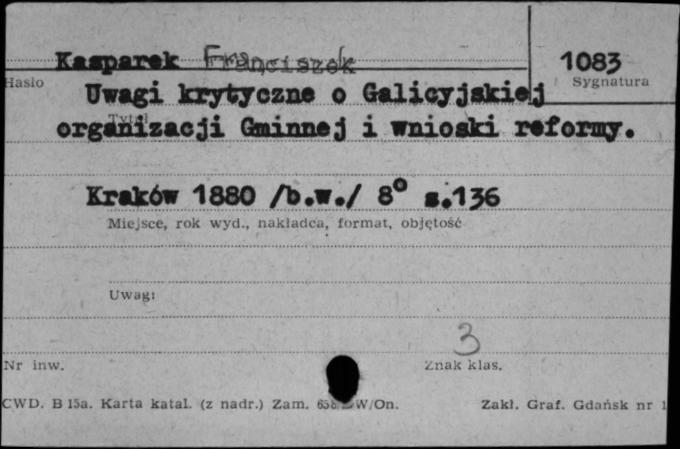 Kasparek Franciszek 1083
Hasło Sygnatura
Uwagi krytyczne o Galicyjskiej
Tytuł
organizacji Gminnej i wnioski reformy.
Kraków 1880 /b.w./ 8° s.136
Miejsce, rok wyd., nakładca, format, objętość
Uwagi
3
Nr inw. Znak klas.
CWD. B 15a. Karta katal. (z nadr.) Zam. W/On. Zakł. Graf. Gdańsk nr 1